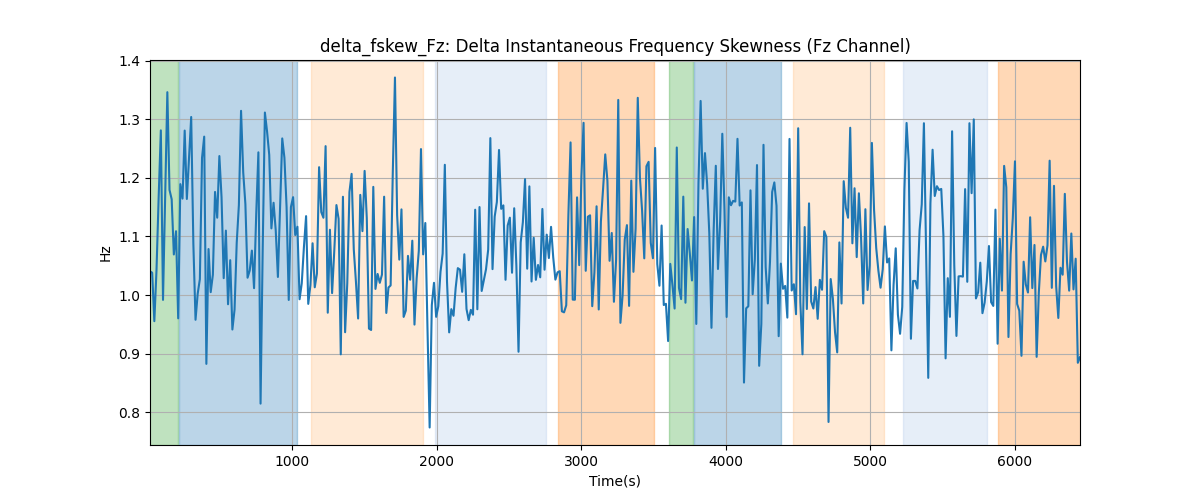 delta_fskew_Fz: Delta Instantaneous Frequency Skewness (Fz Channel)
1.4
1.3
1.2
1.1
1.0
0.9
0.8
Hz
1000 2000 3000 4000 5000 6000
Time(s)